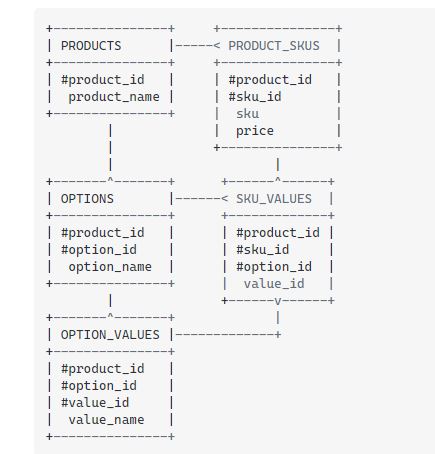 PRODUCTS
PRODUCT_SKUS
#product_id
#product_id
product_name
#sku_id
sku
price
OPTIONS
SKU_VALUES
#product_id
#product_id
#option_id
#sku_id
option_name
#option_id
value_id
OPTION_VALUES
#product_id
#option_id
#value_id
value_name